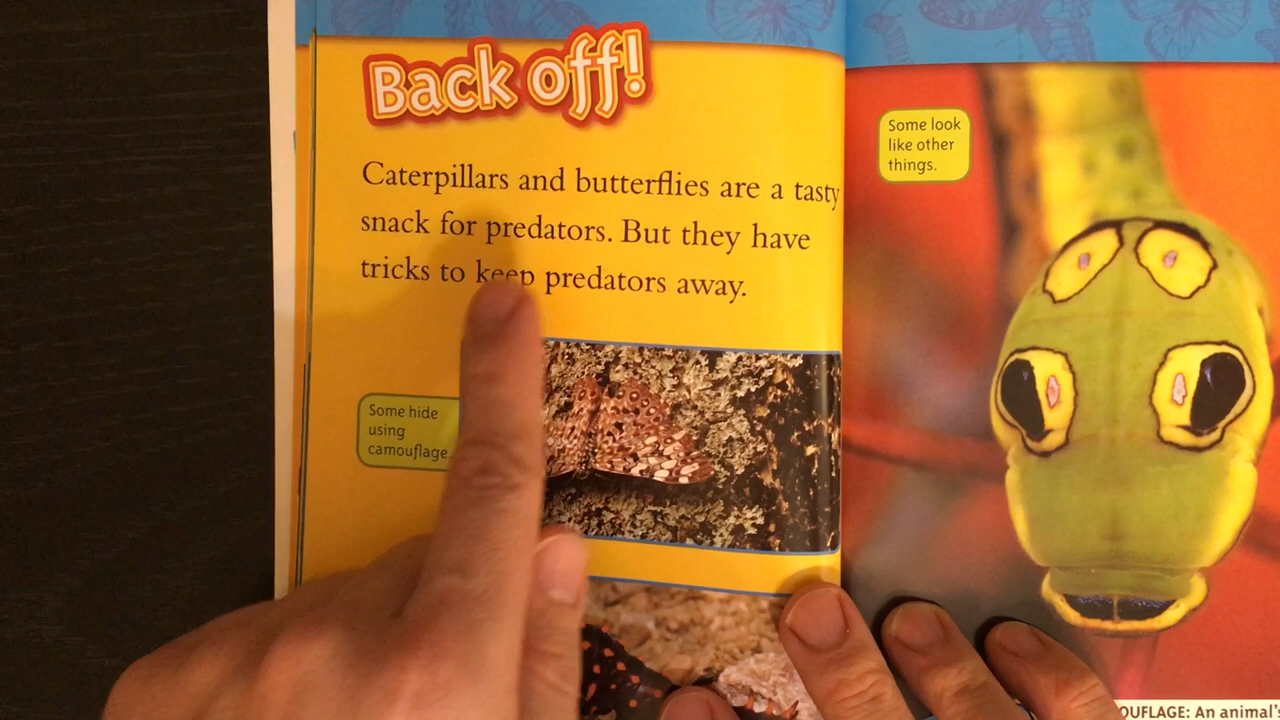 Back off!
Caterpillars and butterflies are a tasty
snack for predators. But they have
tricks to keep predators away.
Some hide
using
camouflage.
Some look
like other
things.
OUFLAGE: An animal's